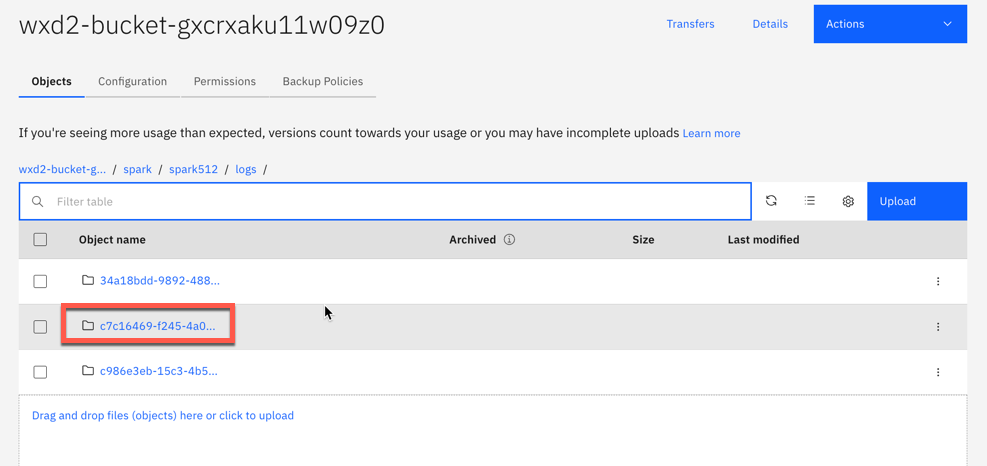 wxd2-bucket-gxcrxaku11w09z0
Transfers
Details
Actions
Objects
Configuration
Permissions
Backup Policies
If you're seeing more usage than expected, versions count towards your usage or you may have incomplete uploads Learn more
wxd2-bucket-g... / spark / spark512 / logs /
Filter table
Upload
Object name
Archived
Size
Last modified
34a18bdd-9892-488...
c7c16469-f245-4a0...
c986e3eb-15c3-4b5...
Drag and drop files (objects) here or click to upload